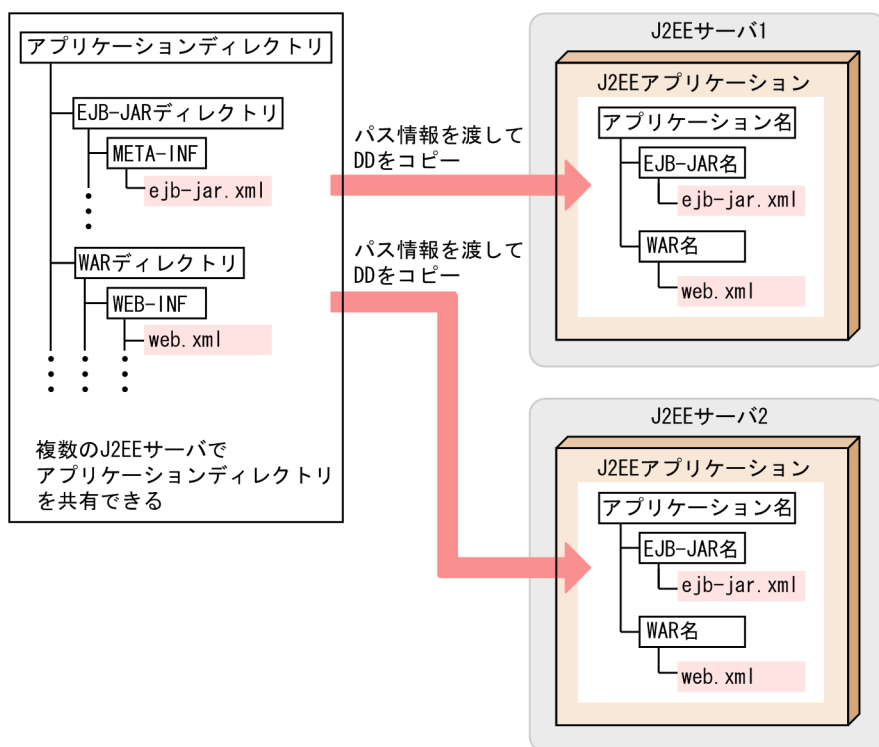 アプリケーションディレクトリ
EJB-JARディレクトリ
META-INF
ejb-jar.xml
WARディレクトリ
WEB-INF
web.xml
複数のJ2EEサーバで
アプリケーションディレクトリ
を共有できる
パス情報を渡して
DDをコピー
パス情報を渡して
DDをコピー
J2EEサーバ1
J2EEアプリケーション
アプリケーション名
EJB-JAR名
ejb-jar.xml
WAR名
web.xml
J2EEサーバ2
J2EEアプリケーション
アプリケーション名
EJB-JAR名
ejb-jar.xml
WAR名
web.xml